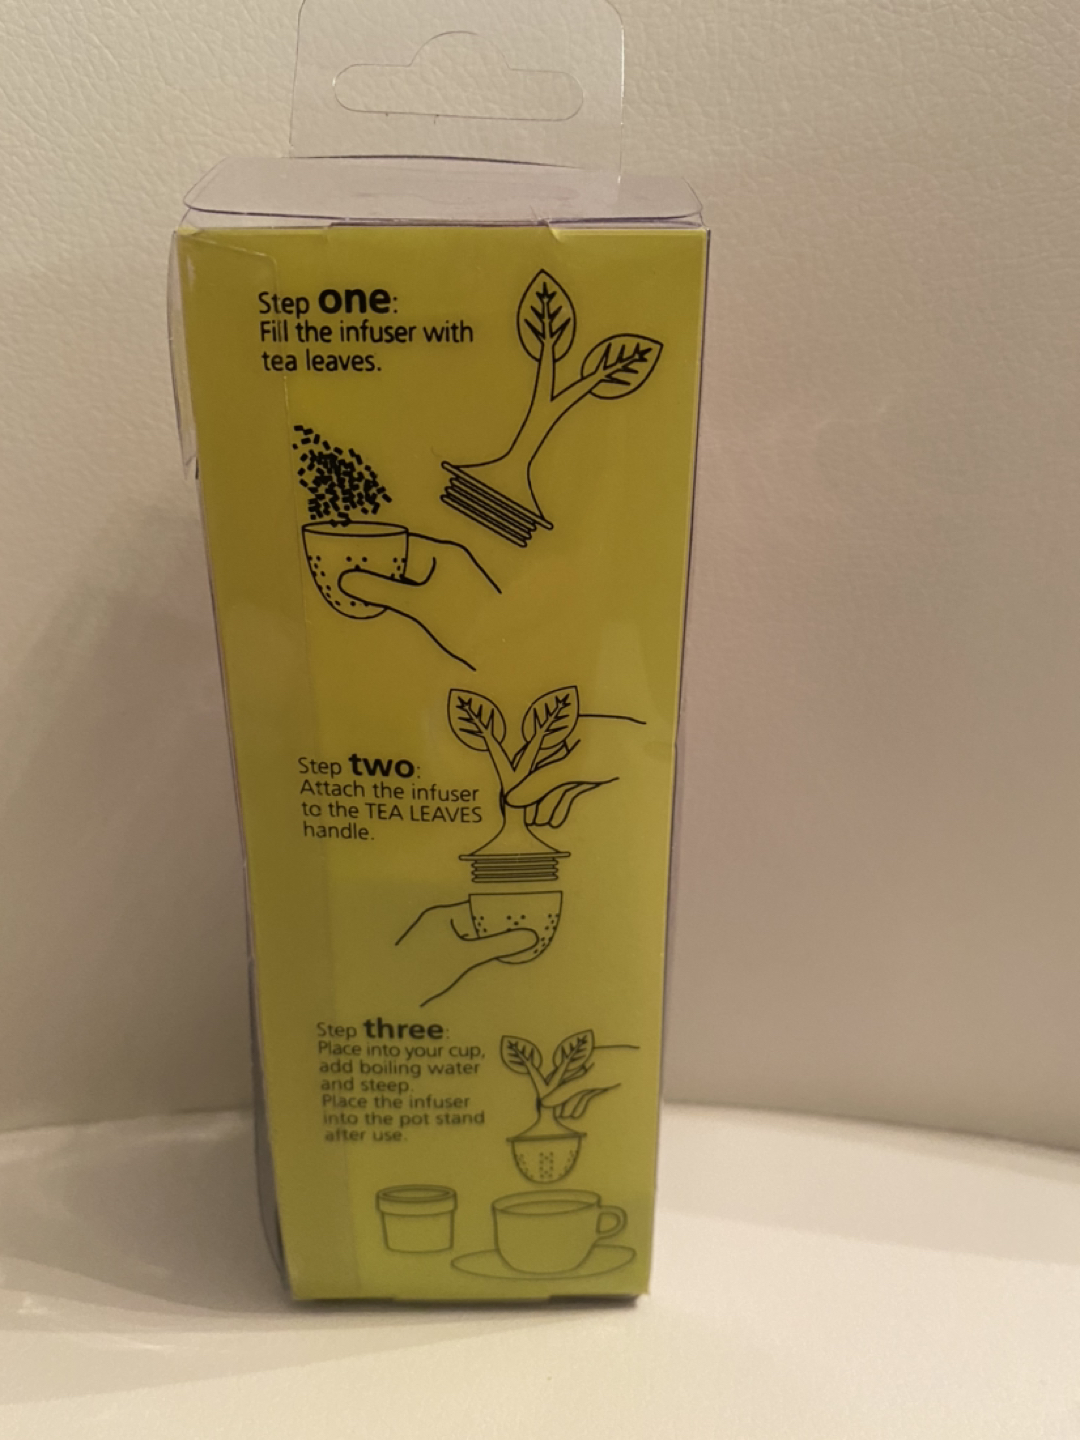 Step one:
Fill the infuser with
tea leaves.
Step two:
Attach the infuser
to the TEA LEAVES
handle.
Step three:
Place into your cup,
add boiling water
and steep.
Place the infuser
into the pot stand
after use.